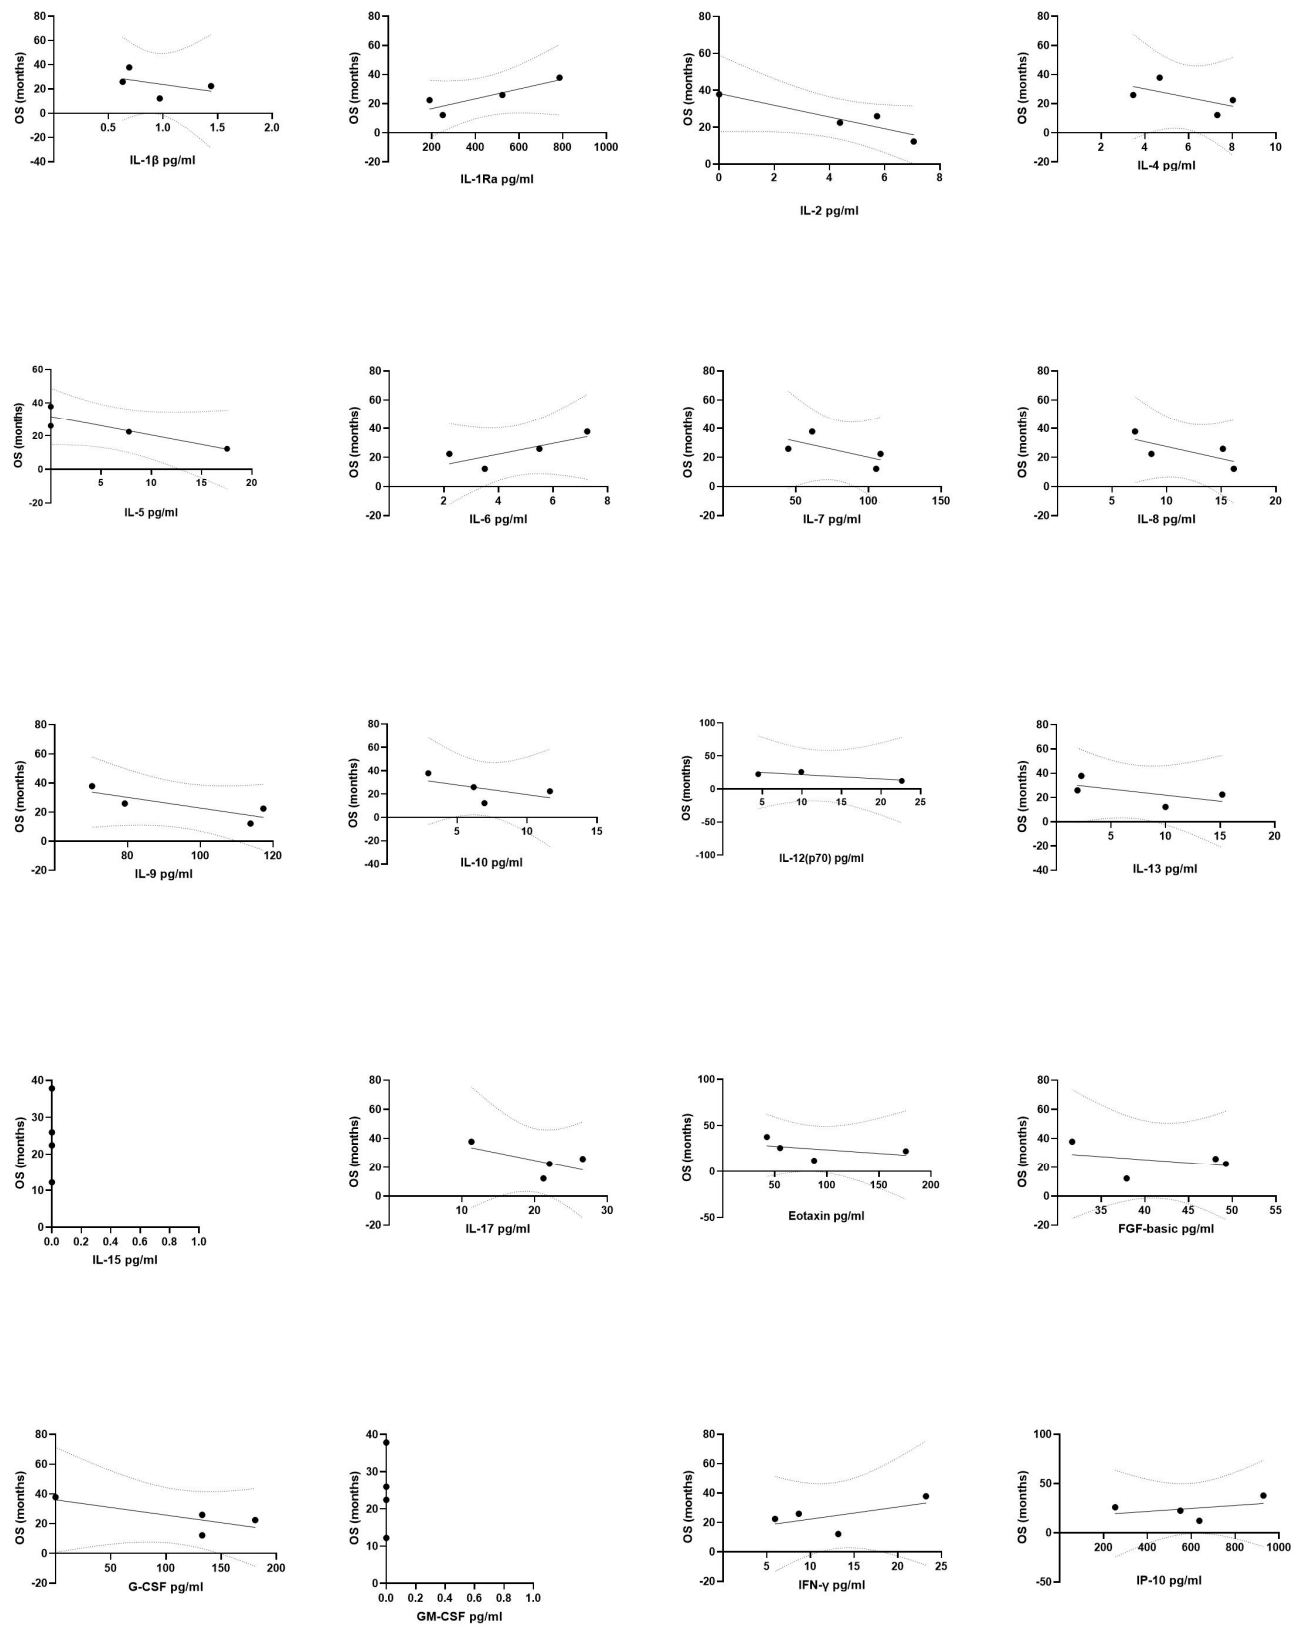 OS (months)
80
60
40
20
0
-20
-40
0.5 1.0 1.5 2.0
IL-1β pg/ml
OS (months)
80
60
40
20
0
-20
200 400 600 800 1000
IL-1Ra pg/ml
OS (months)
80
60
40
20
0
0 2 4 6 8
IL-2 pg/ml
OS (months)
80
60
40
20
0
-20
2 4 6 8 10
IL-4 pg/ml
OS (months)
60
40
20
0
-20
5 10 15 20
IL-5 pg/ml
OS (months)
80
60
40
20
0
-20
2 4 6 8
IL-6 pg/ml
OS (months)
80
60
40
20
0
-20
50 100 150
IL-7 pg/ml
OS (months)
80
60
40
20
0
-20
5 10 15 20
IL-8 pg/ml
OS (months)
80
60
40
20
0
-20
80 100 120
IL-9 pg/ml
OS (months)
80
60
40
20
0
-20
-40
5 10 15
IL-10 pg/ml
OS (months)
100
50
0
-50
-100
5 10 15 20 25
IL-12(p70) pg/ml
OS (months)
80
60
40
20
0
-20
-40
5 10 15 20
IL-13 pg/ml
OS (months)
40
30
20
10
0
0.0 0.2 0.4 0.6 0.8 1.0
IL-15 pg/ml
OS (months)
80
60
40
20
0
-20
10 20 30
IL-17 pg/ml
OS (months)
100
50
0
-50
50 100 150 200
Eotaxin pg/ml
OS (months)
80
60
40
20
0
-20
35 40 45 50 55
FGF-basic pg/ml
OS (months)
80
60
40
20
0
-20
50 100 150 200
G-CSF pg/ml
OS (months)
40
30
20
10
0
0.0 0.2 0.4 0.6 0.8 1.0
GM-CSF pg/ml
OS (months)
80
60
40
20
0
-20
5 10 15 20 25
IFN-γ pg/ml
OS (months)
100
50
0
-50
200 400 600 800 1000
IP-10 pg/ml